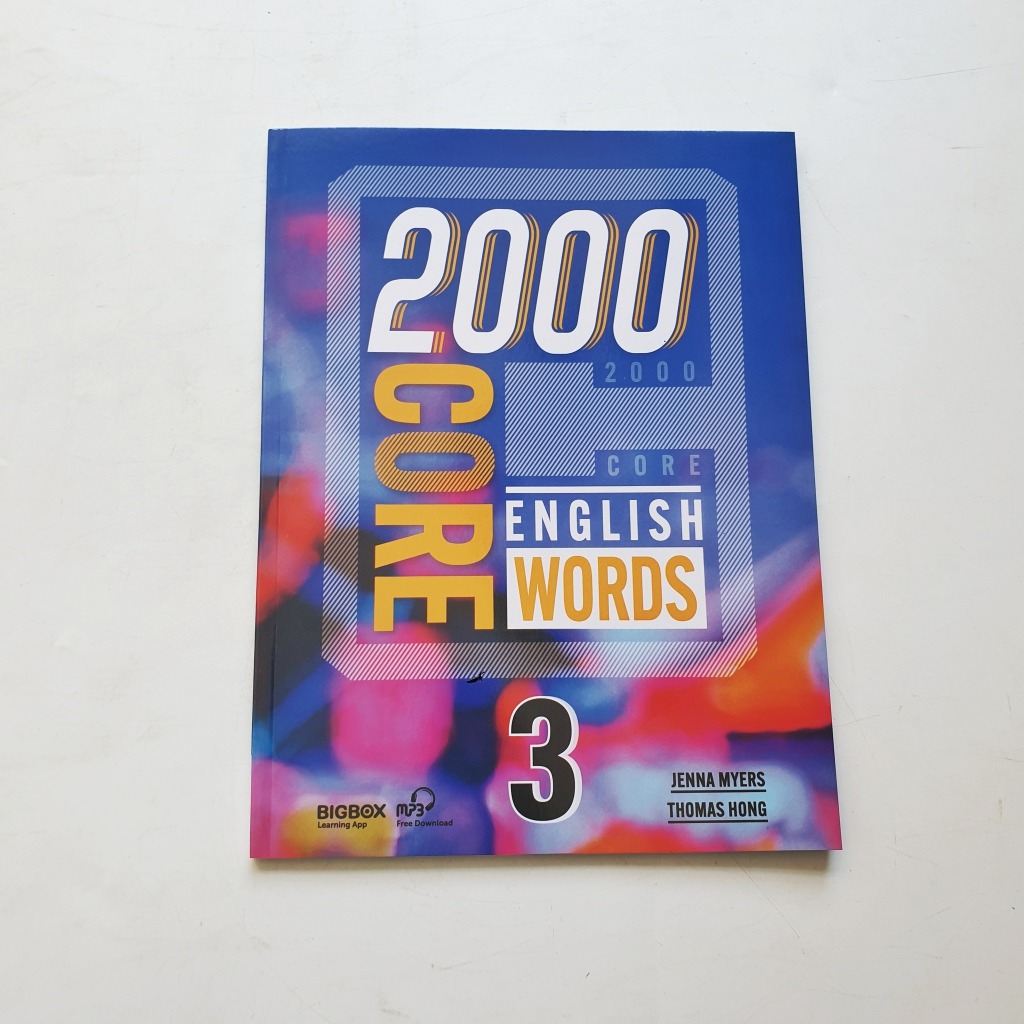 2000
CORE
2000
CORE
ENGLISH
WORDS
3
JENNA MYERS
THOMAS HONG
BIGBOX
Learning App
MP3
Free Download